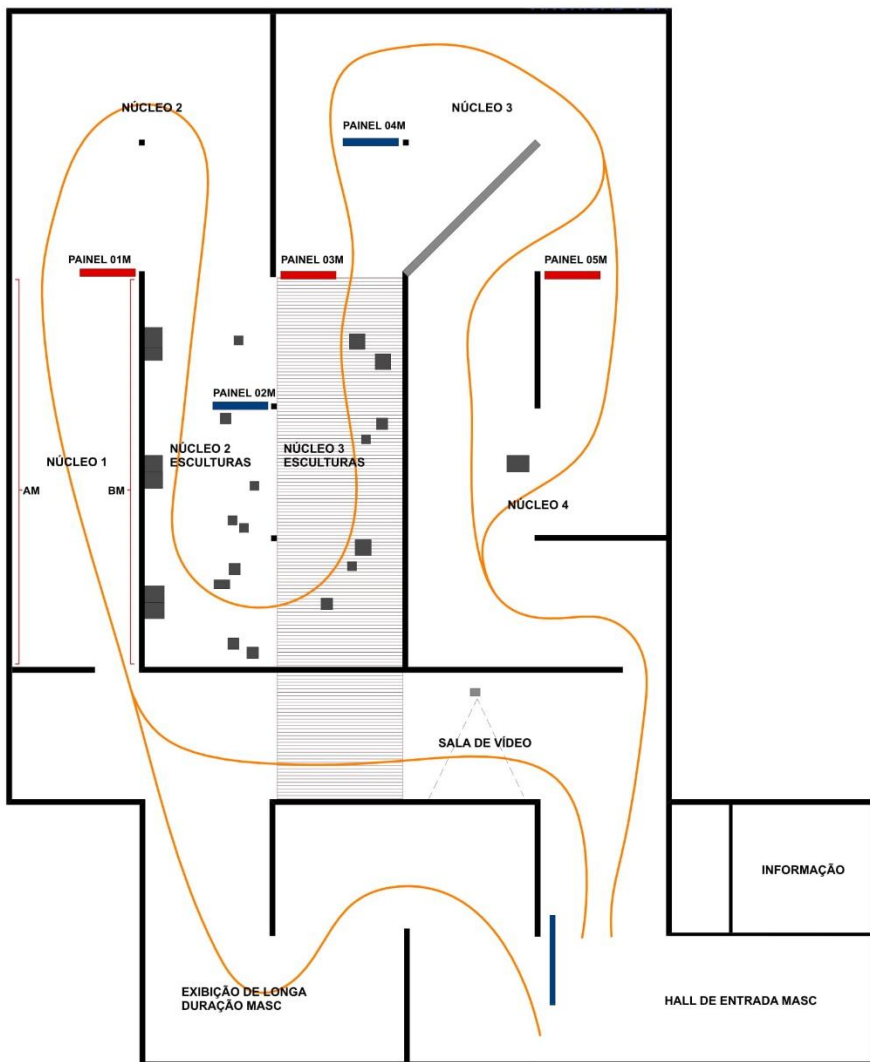 NÚCLEO 2
PAINEL 04M
NÚCLEO 3
PAINEL 01M
PAINEL 03M
PAINEL 05M
PAINEL 02M
NÚCLEO 1
NÚCLEO 2
ESCULTURAS
NÚCLEO 3
ESCULTURAS
AM
BM
NÚCLEO 4
SALA DE VÍDEO
INFORMAÇÃO
EXIBIÇÃO DE LONGA
DURAÇÃO MASC
HALL DE ENTRADA MASC